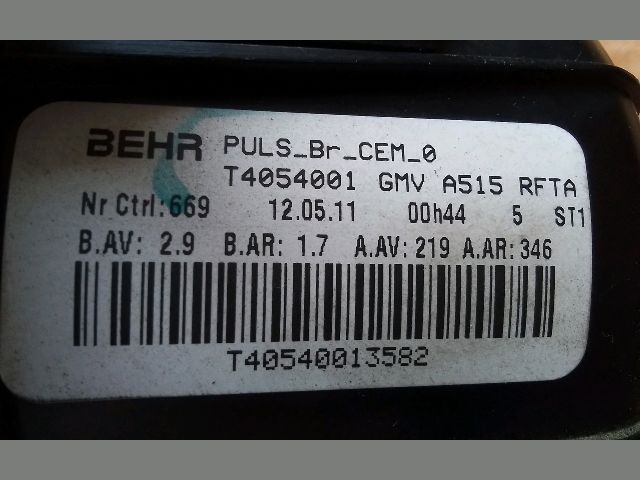 BEHR PULS_Br_CEM_0
T4054001 GMV A515 RFTA
Nr Ctrl:669 12.05.11 00h44 5 ST1
B.AV: 2.9 B.AR: 1.7 A.AV: 219 A.AR: 346
T40540013582